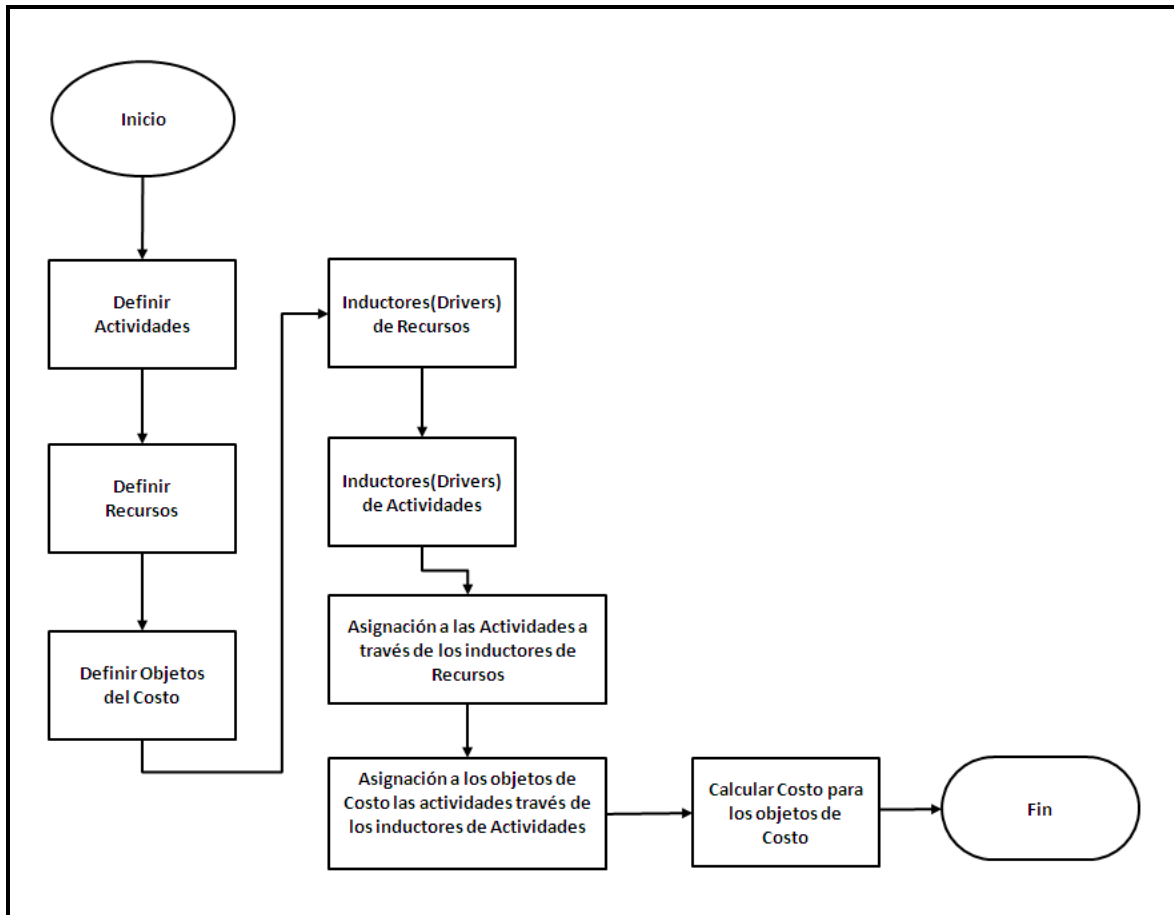 Inicio
Definir
Actividades
Definir
Recursos
Definir Objetos
del Costo
Inductores(Drivers)
de Recursos
Inductores(Drivers)
de Actividades
Asignación a las Actividades a
través de los inductores de
Recursos
Asignación a los objetos de
Costo las actividades través de
los inductores de Actividades
Calcular Costo para
los objetos de
Costo
Fin